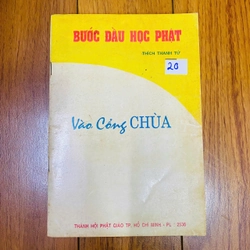 BƯỚC ĐẦU HỌC PHẬT
THÍCH THANH TỪ
20
Vào Cổng CHÙA
THÀNH HỘI PHẬT GIÁO TP. HỒ CHÍ MINH - PL : 2535